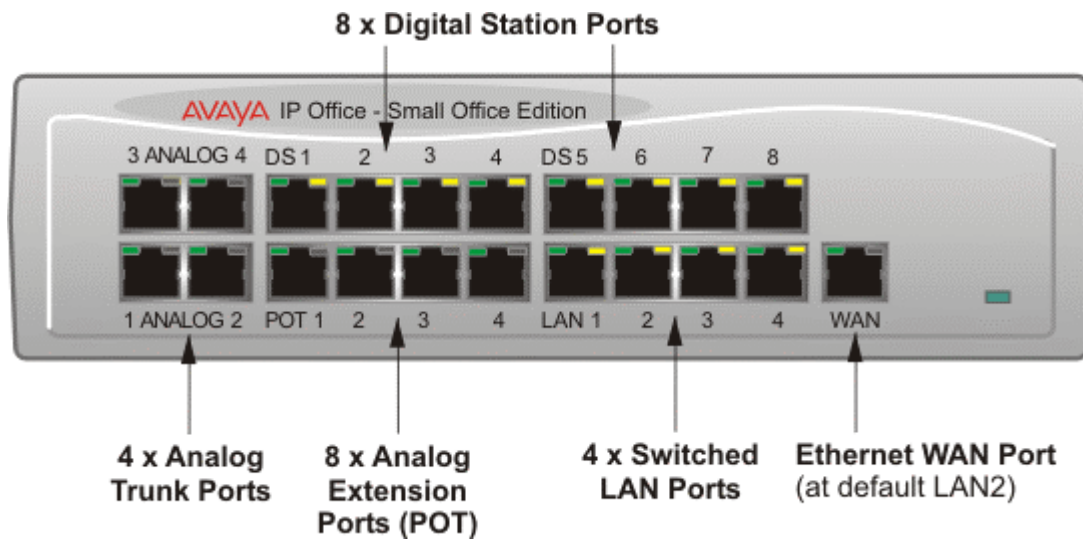 8 x Digital Station Ports
AVAYA IP Office - Small Office Edition
3 ANALOG 4 DS 1 2 3 4 DS 5 6 7 8
1 ANALOG 2 POT 1 2 3 4 LAN 1 2 3 4 WAN
4 x Analog
Trunk Ports
8 x Analog
Extension
Ports (POT)
4 x Switched
LAN Ports
Ethernet WAN Port
(at default LAN2)